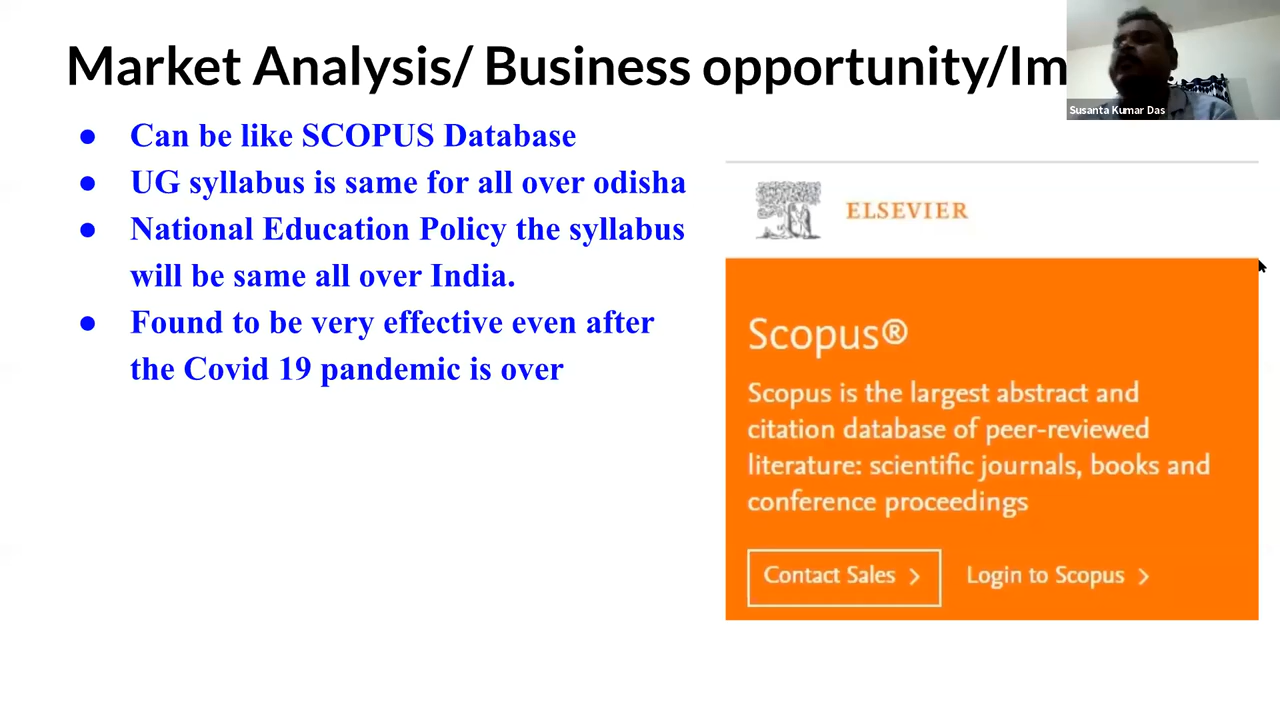 Market Analysis/ Business opportunity/Im
Susanta Kumar Das
● Can be like SCOPUS Database
● UG syllabus is same for all over odisha
● National Education Policy the syllabus
will be same all over India.
● Found to be very effective even after
the Covid 19 pandemic is over
ELSEVIER
Scopus®
Scopus is the largest abstract and
citation database of peer-reviewed
literature: scientific journals, books and
conference proceedings
Contact Sales >
Login to Scopus >